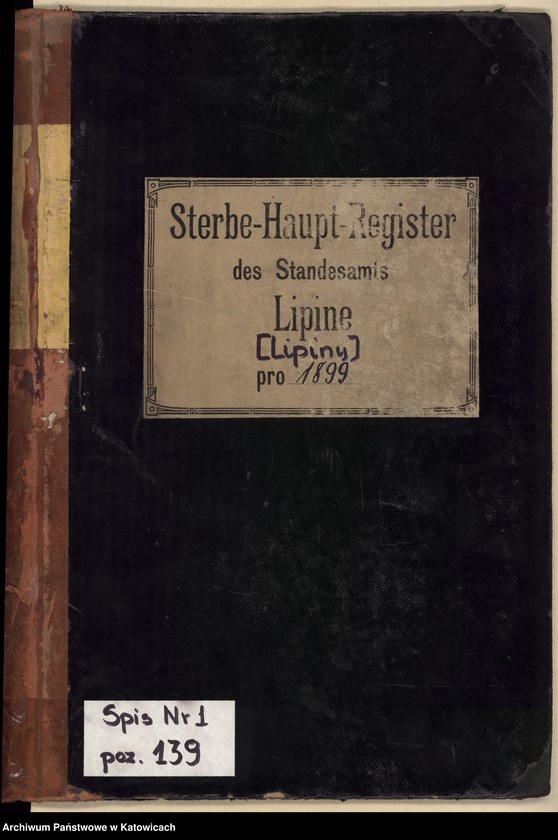 Sterbe-Haupt-Register
des Standesamts
Lipine
[Lipiny]
pro 1899
Spis Nr 1
poz. 139
Archiwum Państwowe w Katowicach